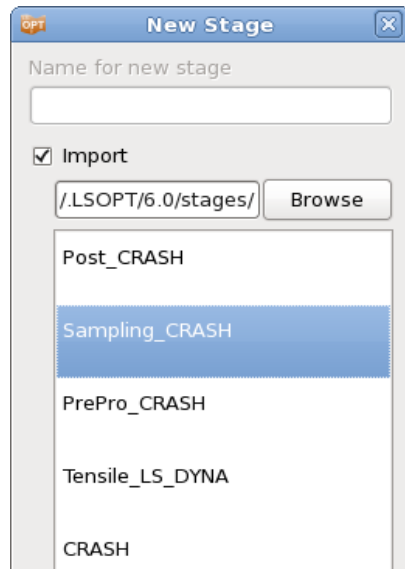 OPT
New Stage
Name for new stage
Import
/.LSOPT/6.0/stages/
Browse
Post_CRASH
Sampling_CRASH
PrePro_CRASH
Tensile_LS_DYNA
CRASH